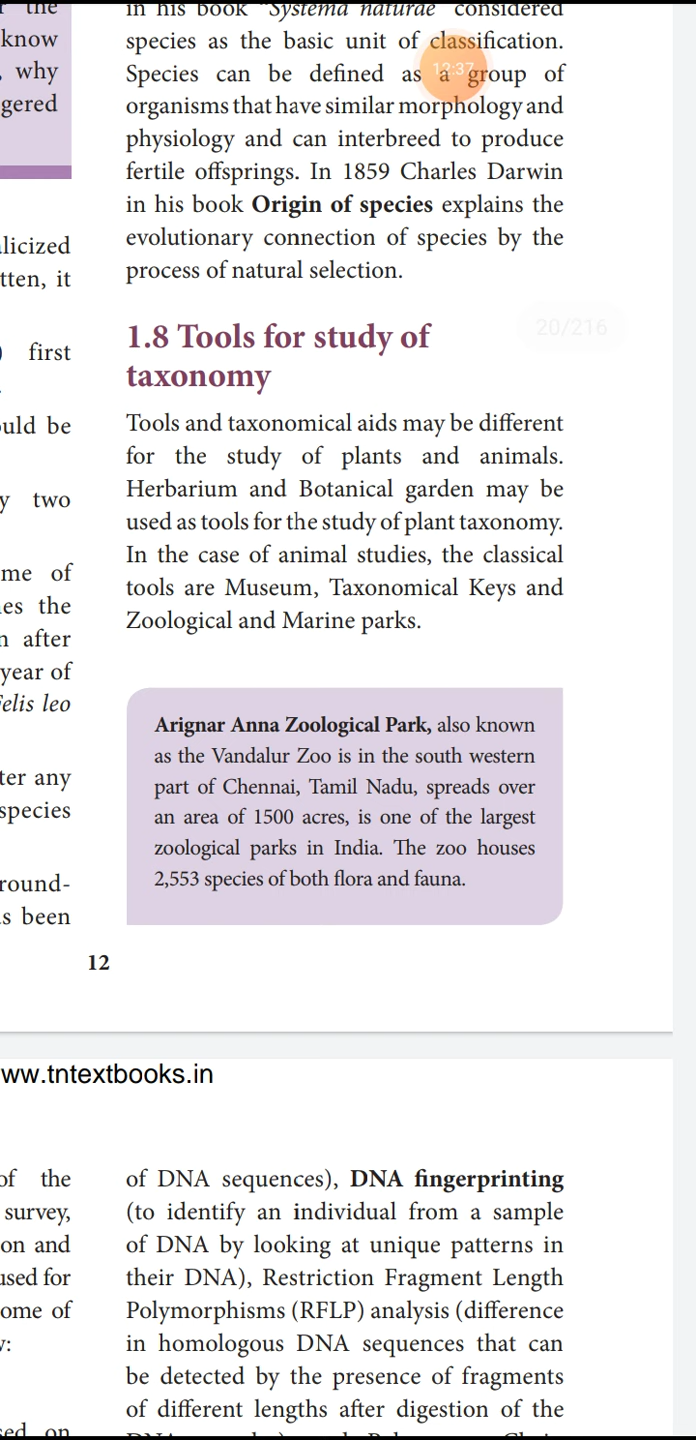 the
know
, why
gered
licized
tten, it
) first
.
uld be
y two
me of
es the
n after
year of
elis leo
ter any
species
round-
s been
in his book "Systema naturae" considered
species as the basic unit of classification.
Species can be defined as a group of
organisms that have similar morphology and
physiology and can interbreed to produce
fertile offsprings. In 1859 Charles Darwin
in his book Origin of species explains the
evolutionary connection of species by the
process of natural selection.
12:37
20/216
1.8 Tools for study of
taxonomy
Tools and taxonomical aids may be different
for the study of plants and animals.
Herbarium and Botanical garden may be
used as tools for the study of plant taxonomy.
In the case of animal studies, the classical
tools are Museum, Taxonomical Keys and
Zoological and Marine parks.
Arignar Anna Zoological Park, also known
as the Vandalur Zoo is in the south western
part of Chennai, Tamil Nadu, spreads over
an area of 1500 acres, is one of the largest
zoological parks in India. The zoo houses
2,553 species of both flora and fauna.
12
ww.tntextbooks.in
of the
survey,
on and
used for
ome of
y:
sed on
of DNA sequences), DNA fingerprinting
(to identify an individual from a sample
of DNA by looking at unique patterns in
their DNA), Restriction Fragment Length
Polymorphisms (RFLP) analysis (difference
in homologous DNA sequences that can
be detected by the presence of fragments
of different lengths after digestion of the